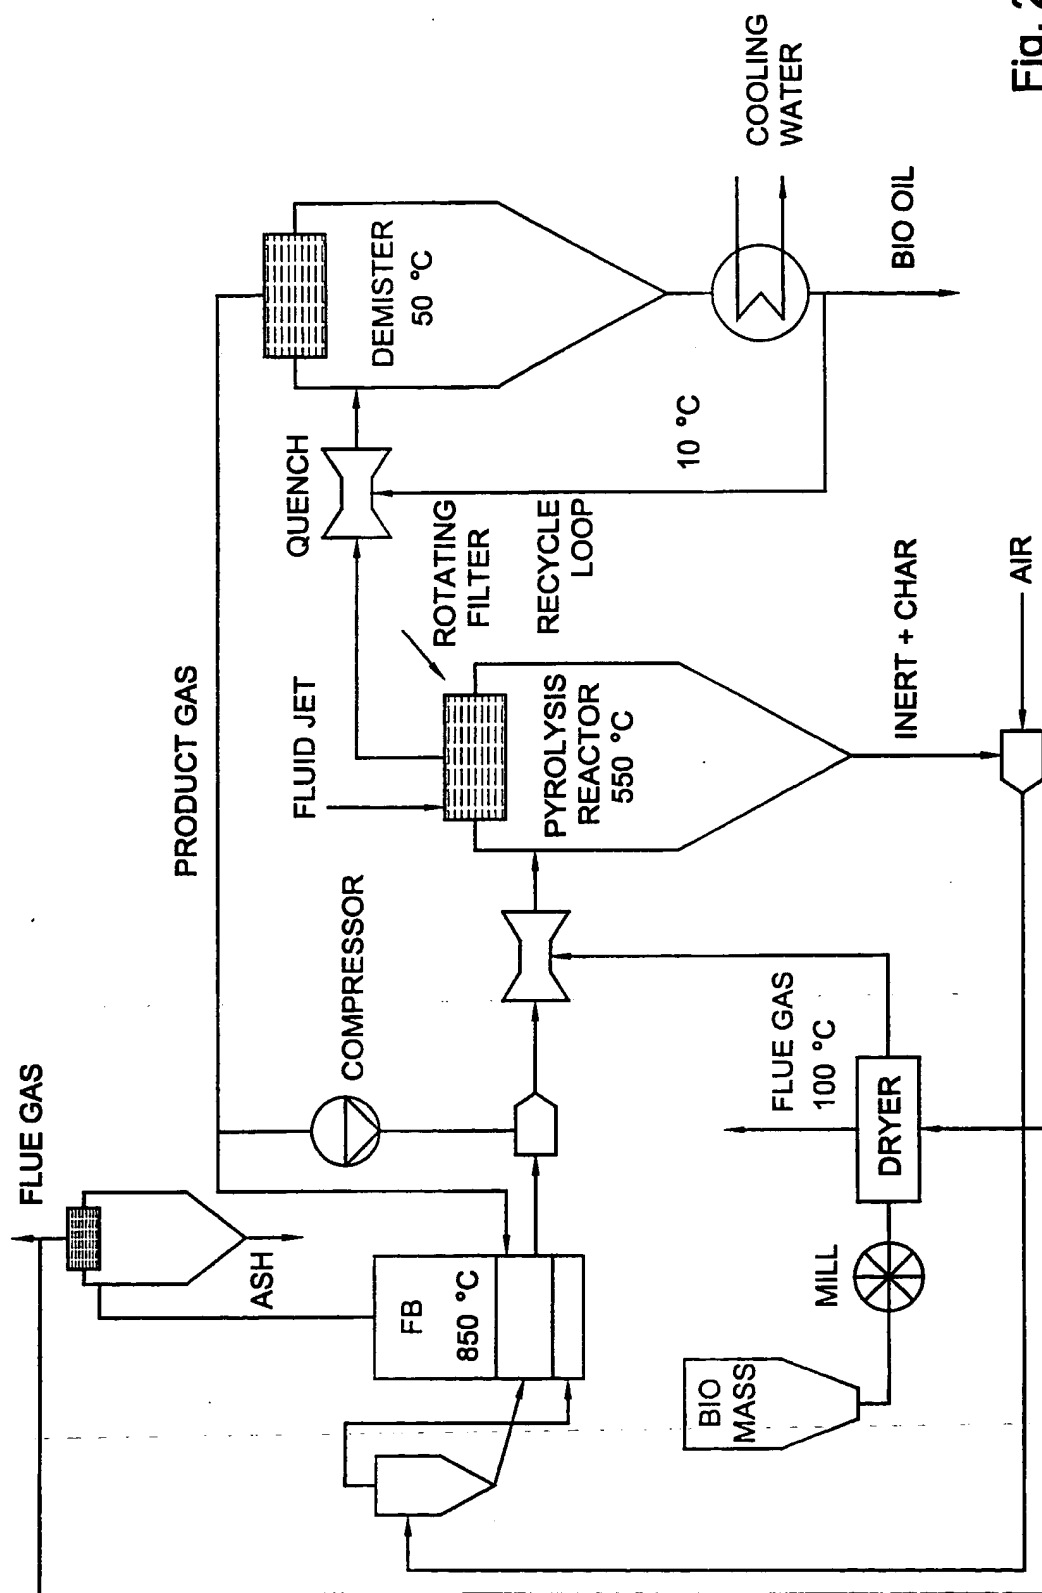 FLUE GAS
PRODUCT GAS
ASH
FLUID JET
QUENCH
COMPRESSOR
DEMISTER
50 °C
FB
850 °C
ROTATING
FILTER
PYROLYSIS
REACTOR
550 °C
RECYCLE
LOOP
10 °C
BIO
MASS
COOLING
WATER
FLUE GAS
100 °C
MILL
DRYER
INERT + CHAR
BIO OIL
AIR
Fig. 2